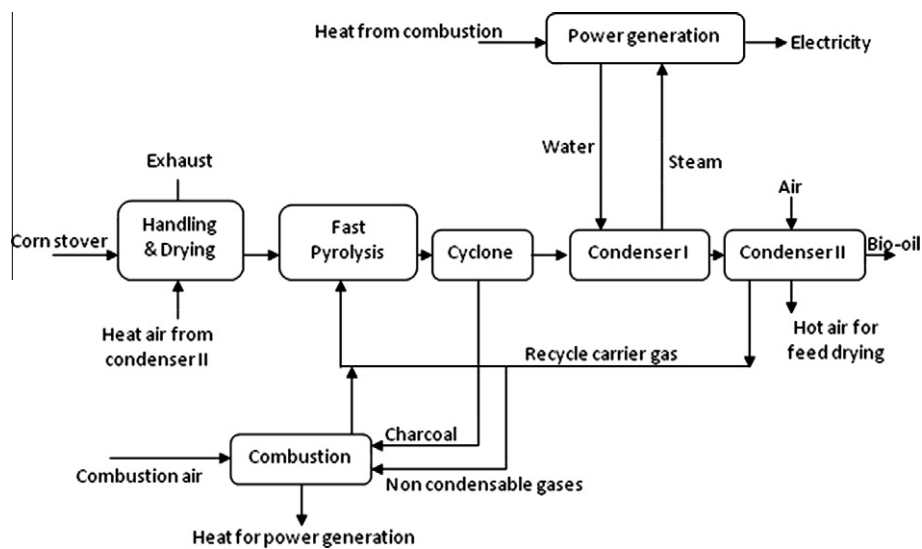 Heat from combustion
Power generation
Electricity
Water
Steam
Exhaust
Air
Corn stover
Handling
& Drying
Fast
Pyrolysis
Cyclone
Condenser I
Condenser II
Bio-oil
Heat air from
condenser II
Hot air for
feed drying
Recycle carrier gas
Charcoal
Combustion
Combustion air
Non condensable gases
Heat for power generation